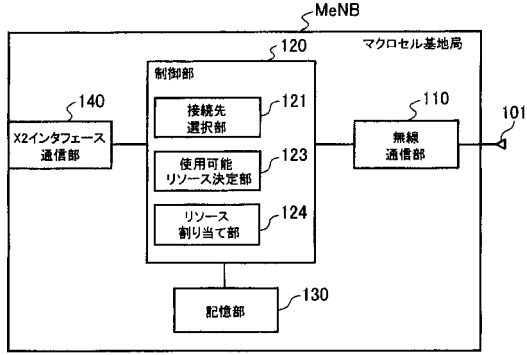 MeNB
マクロセル基地局
120
制御部
140
X2インタフェース
通信部
接続先
選択部
121
110
無線
通信部
101
使用可能
リソース決定部
123
リソース
割り当て部
124
記憶部
130